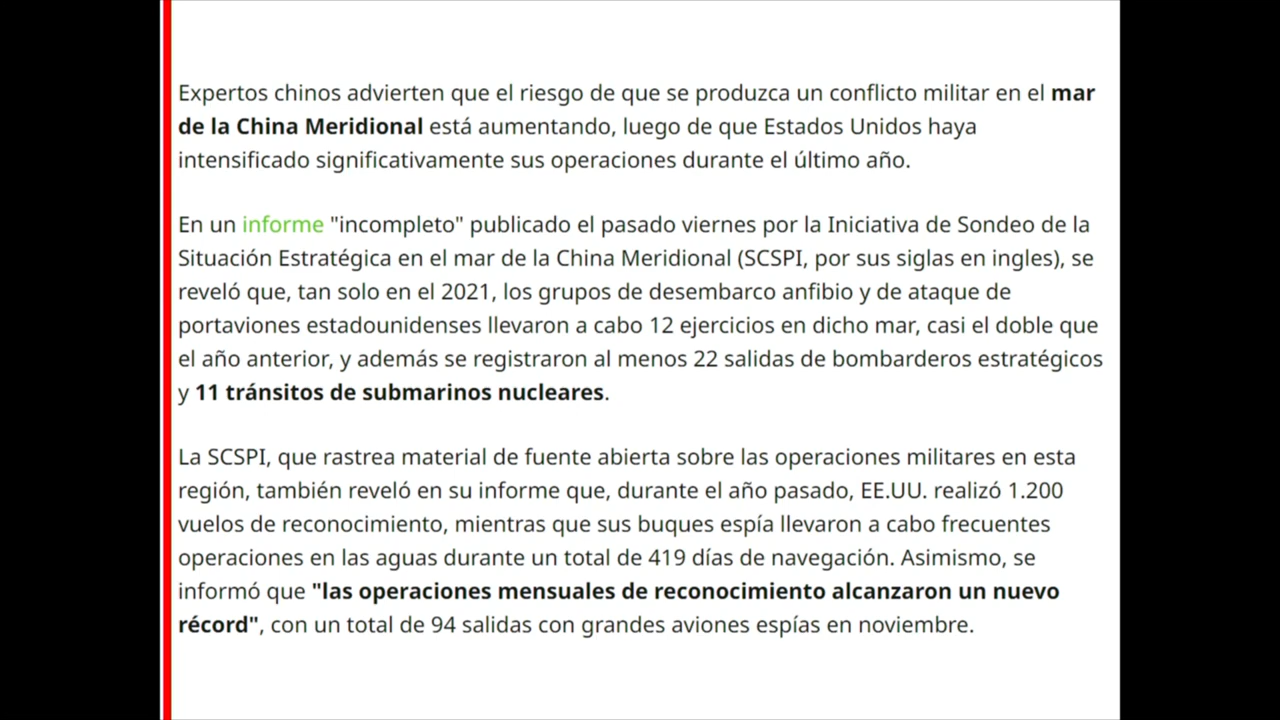 Expertos chinos advierten que el riesgo de que se produzca un conflicto militar en el mar
de la China Meridional está aumentando, luego de que Estados Unidos haya
intensificado significativamente sus operaciones durante el último año.
En un informe "incompleto" publicado el pasado viernes por la Iniciativa de Sondeo de la
Situación Estratégica en el mar de la China Meridional (SCSPI, por sus siglas en ingles), se
reveló que, tan solo en el 2021, los grupos de desembarco anfibio y de ataque de
portaviones estadounidenses llevaron a cabo 12 ejercicios en dicho mar, casi el doble que
el año anterior, y además se registraron al menos 22 salidas de bombarderos estratégicos
y 11 tránsitos de submarinos nucleares.
La SCSPI, que rastrea material de fuente abierta sobre las operaciones militares en esta
región, también reveló en su informe que, durante el año pasado, EE.UU. realizó 1.200
vuelos de reconocimiento, mientras que sus buques espía llevaron a cabo frecuentes
operaciones en las aguas durante un total de 419 días de navegación. Asimismo, se
informó que "las operaciones mensuales de reconocimiento alcanzaron un nuevo
récord", con un total de 94 salidas con grandes aviones espías en noviembre.